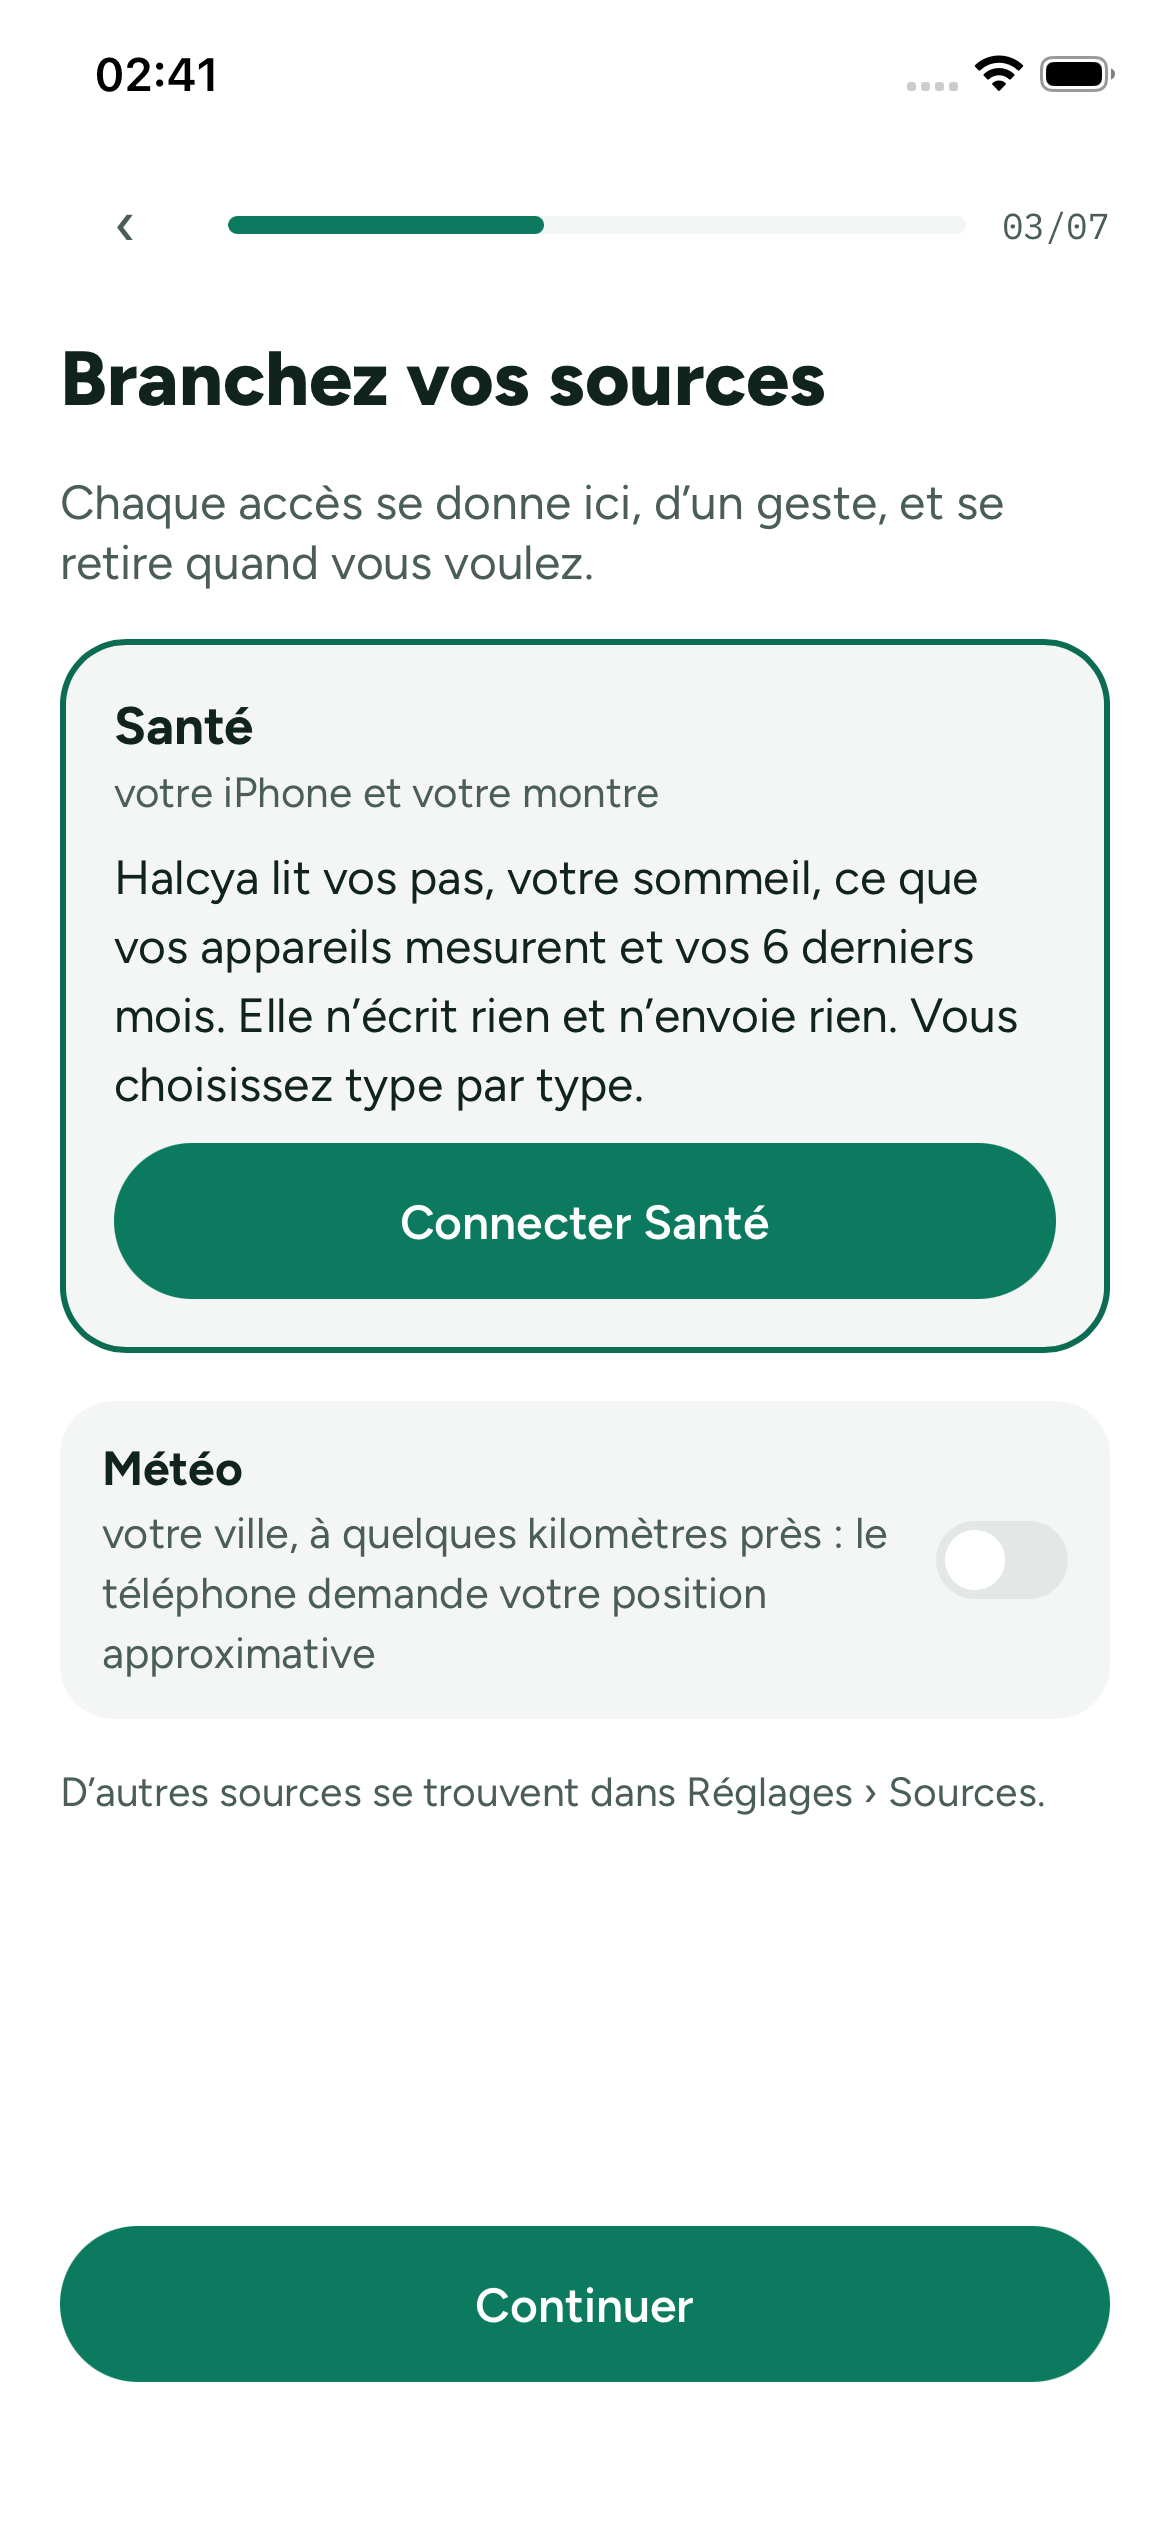 02:41
‹
03/07
Branchez vos sources
Chaque accès se donne ici, d’un geste, et se
retire quand vous voulez.
Santé
votre iPhone et votre montre
Halcya lit vos pas, votre sommeil, ce que
vos appareils mesurent et vos 6 derniers
mois. Elle n’écrit rien et n’envoie rien. Vous
choisissez type par type.
Connecter Santé
Météo
votre ville, à quelques kilomètres près : le
téléphone demande votre position
approximative
D’autres sources se trouvent dans Réglages › Sources.
Continuer